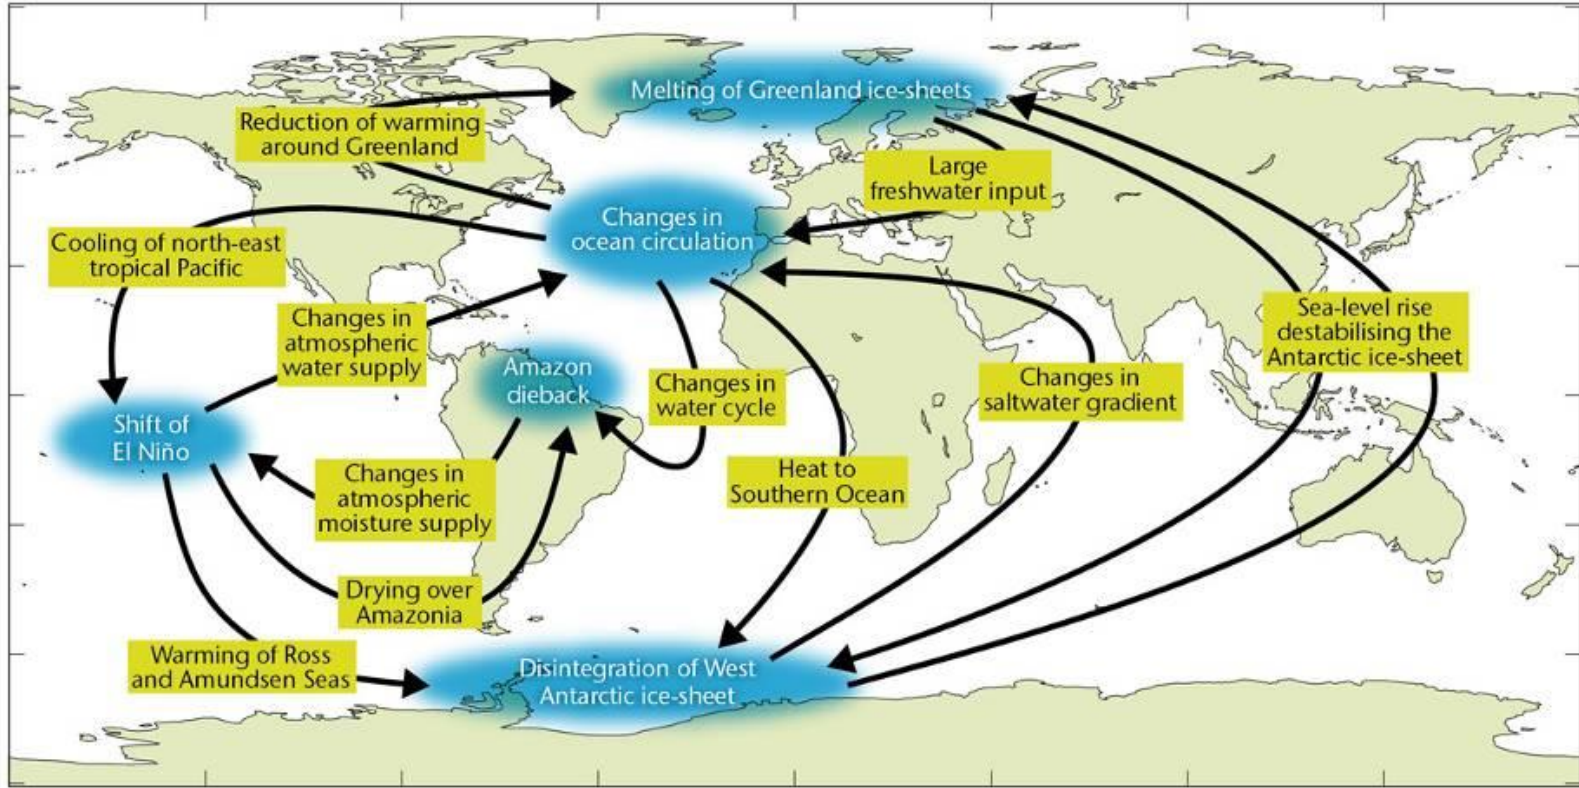 Melting of Greenland ice-sheets
Reduction of warming
around Greenland
Large
freshwater input
Changes in
ocean circulation
Cooling of north-east
tropical Pacific
Changes in
atmospheric
water supply
Sea-level rise
destabilising the
Antarctic ice-sheet
Amazon
dieback
Changes in
water cycle
Changes in
saltwater gradient
Shift of
El Niño
Changes in
atmospheric
moisture supply
Heat to
Southern Ocean
Drying over
Amazonia
Warming of Ross
and Amundsen Seas
Disintegration of West
Antarctic ice-sheet